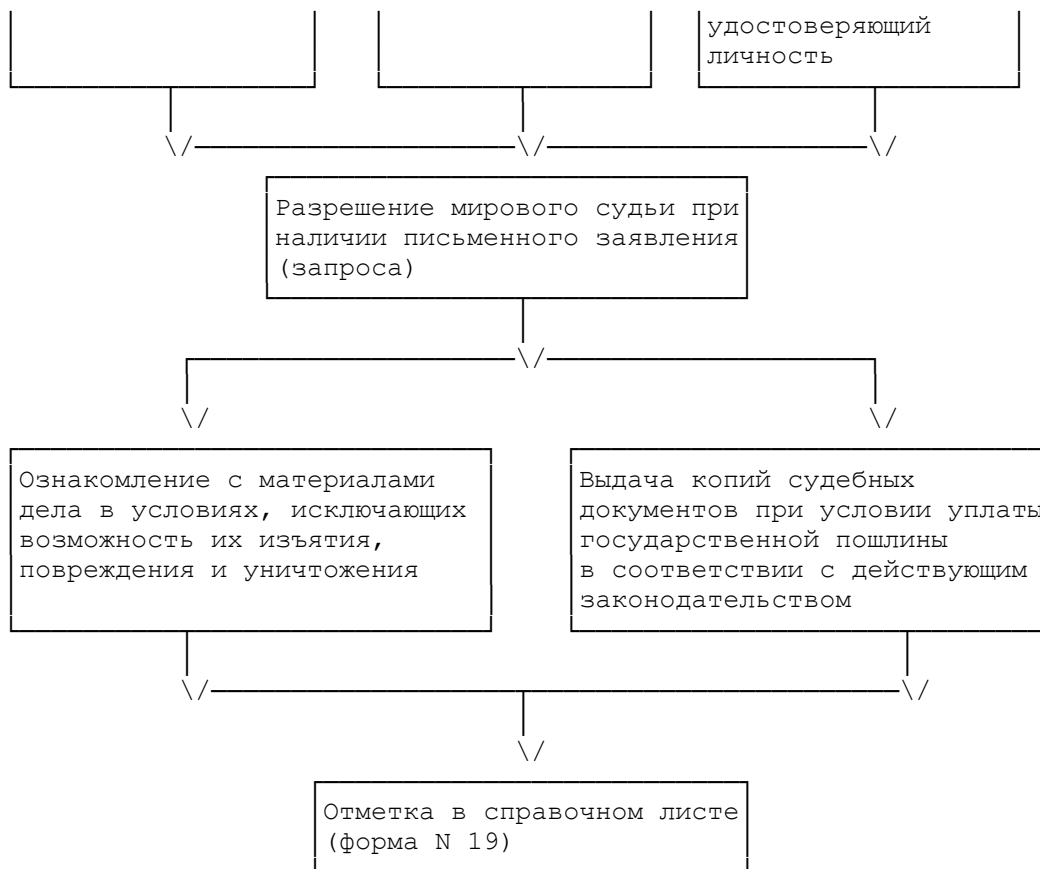 удостоверяющий
личность
Разрешение мирового судьи при
наличии письменного заявления
(запроса)
Ознакомление с материалами
дела в условиях, исключающих
возможность их изъятия,
повреждения и уничтожения
Выдача копий судебных
документов при условии уплаты
государственной пошлины
в соответствии с действующим
законодательством
Отметка в справочном листе
(форма N 19)